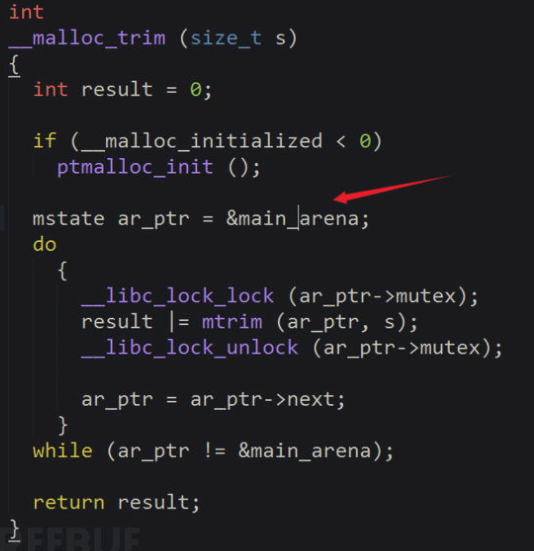 int
__malloc_trim (size_t s)
{
  int result = 0;

  if (__malloc_initialized < 0)
    ptmalloc_init ();

  mstate ar_ptr = &main_arena;
  do
    {
      __libc_lock_lock (ar_ptr->mutex);
      result |= mtrim (ar_ptr, s);
      __libc_lock_unlock (ar_ptr->mutex);

      ar_ptr = ar_ptr->next;
    }
  while (ar_ptr != &main_arena);

  return result;
}